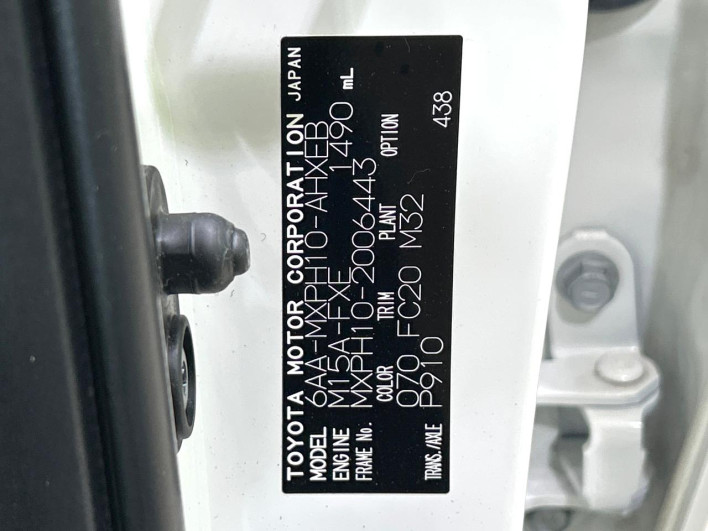 TOYOTA MOTOR CORPORATION JAPAN
MODEL 6AA-MXPH10-AHXEB
ENGINE M15A-FXE 1490 mL
FRAME No. MXPH10-2006443
COLOR TRIM PLANT OPTION
070 FC20 M32
TRANS./AXLE P910 438